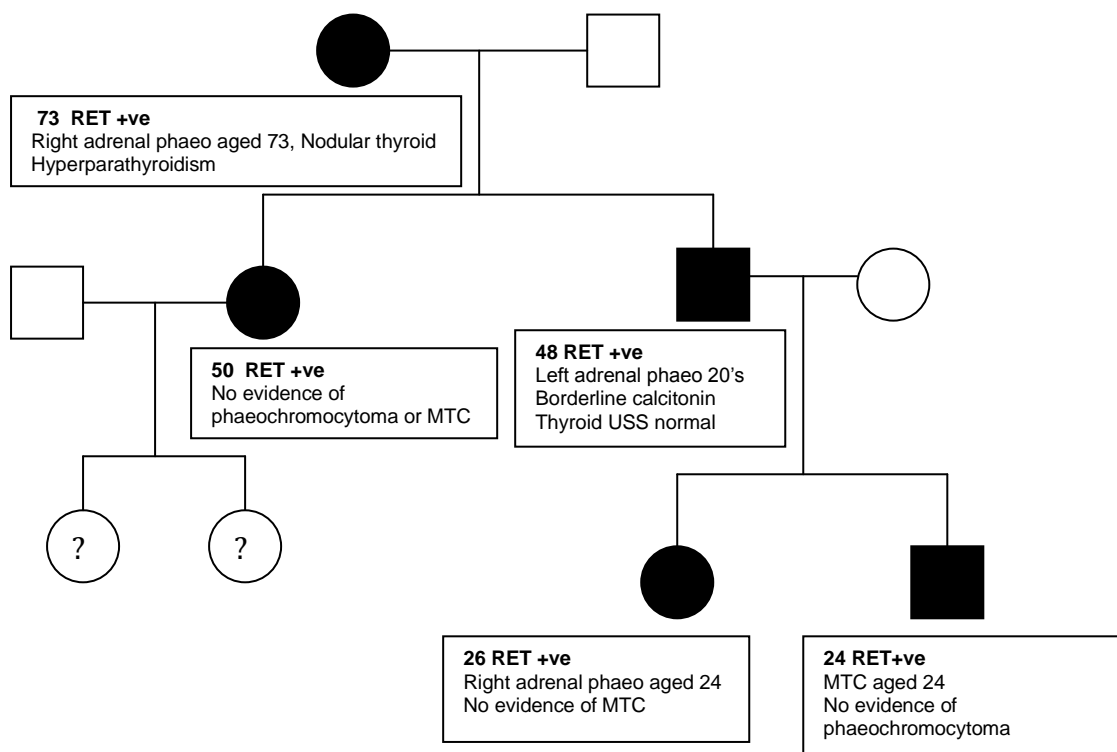 73 RET +ve
Right adrenal phaeo aged 73, Nodular thyroid
Hyperparathyroidism
50 RET +ve
No evidence of
phaeochromocytoma or MTC
48 RET +ve
Left adrenal phaeo 20's
Borderline calcitonin
Thyroid USS normal
?
?
26 RET +ve
Right adrenal phaeo aged 24
No evidence of MTC
24 RET+ve
MTC aged 24
No evidence of
phaeochromocytoma